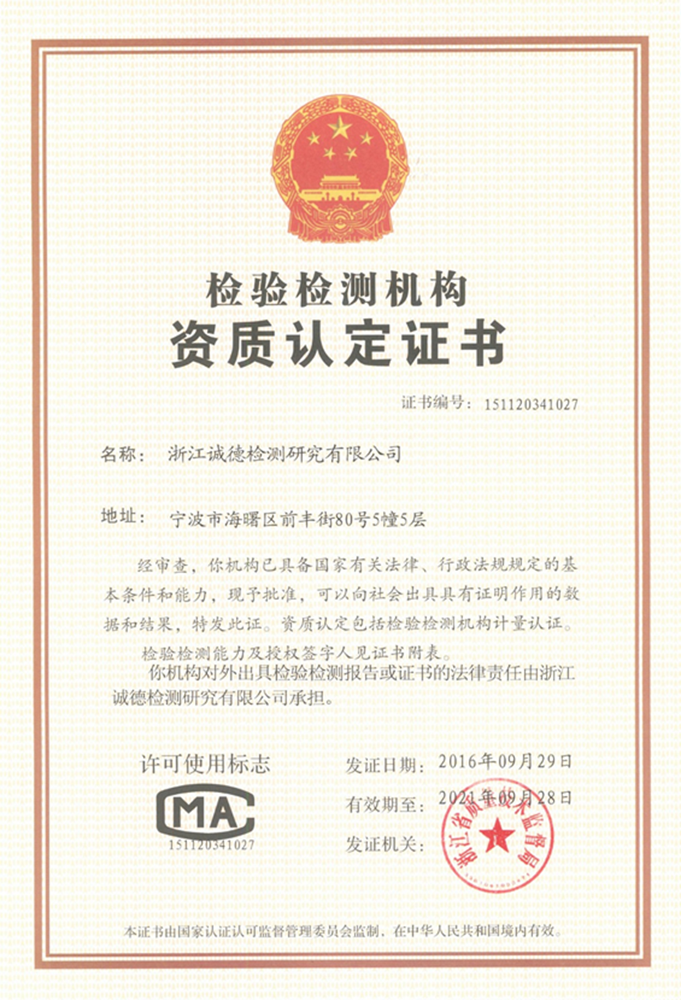 检验检测机构
资质认定证书
证书编号：151120341027
名称：浙江诚德检测研究有限公司
地址：宁波市海曙区前丰街80号5幢5层
经审查，你机构已具备国家有关法律、行政法规规定的基
本条件和能力，现予批准，可以向社会出具具有证明作用的数
据和结果，特发此证。资质认定包括检验检测机构计量认证。
检验检测能力及授权签字人见证书附表。
你机构对外出具检验检测报告或证书的法律责任由浙江
诚德检测研究有限公司承担。
许可使用标志
MA
151120341027
发证日期：2016年09月29日
有效期至：2021年09月28日
发证机关：
浙江省质量技术监督局
本证书由国家认证认可监督管理委员会监制，在中华人民共和国境内有效。